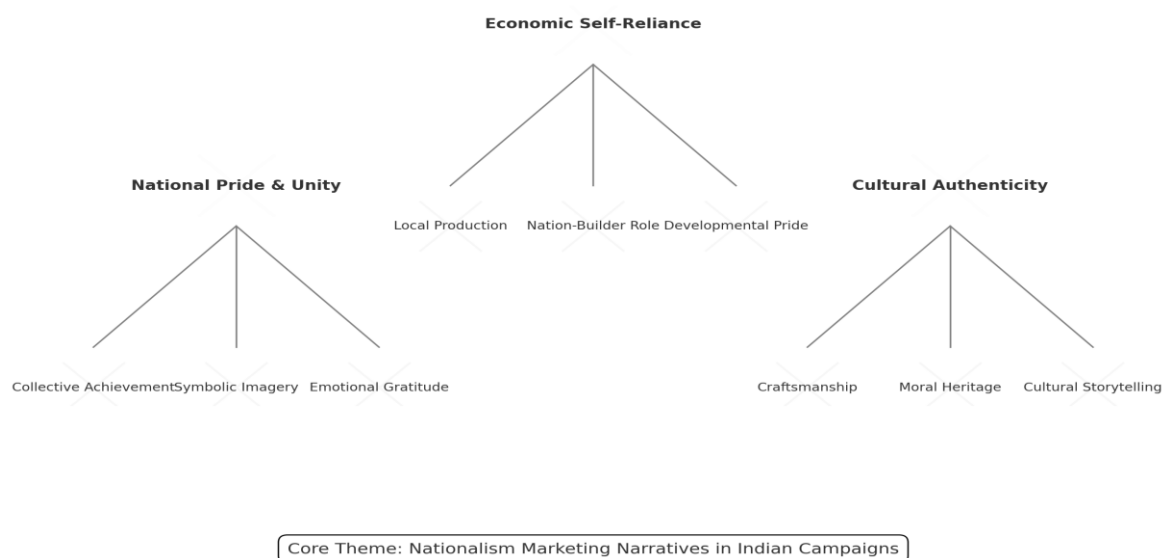 Economic Self-Reliance
National Pride & Unity
Cultural Authenticity
Local Production
Nation-Builder Role
Developmental Pride
Collective Achievement
Symbolic Imagery
Emotional Gratitude
Craftsmanship
Moral Heritage
Cultural Storytelling
Core Theme: Nationalism Marketing Narratives in Indian Campaigns